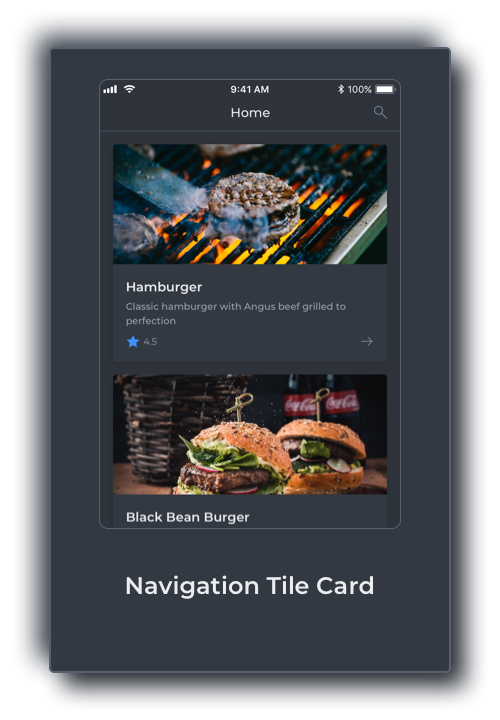 9:41 AM
100%
Home
Hamburger
Classic hamburger with Angus beef grilled to
perfection
4.5
Coca-Cola
Coca-Cola
Black Bean Burger
Navigation Tile Card